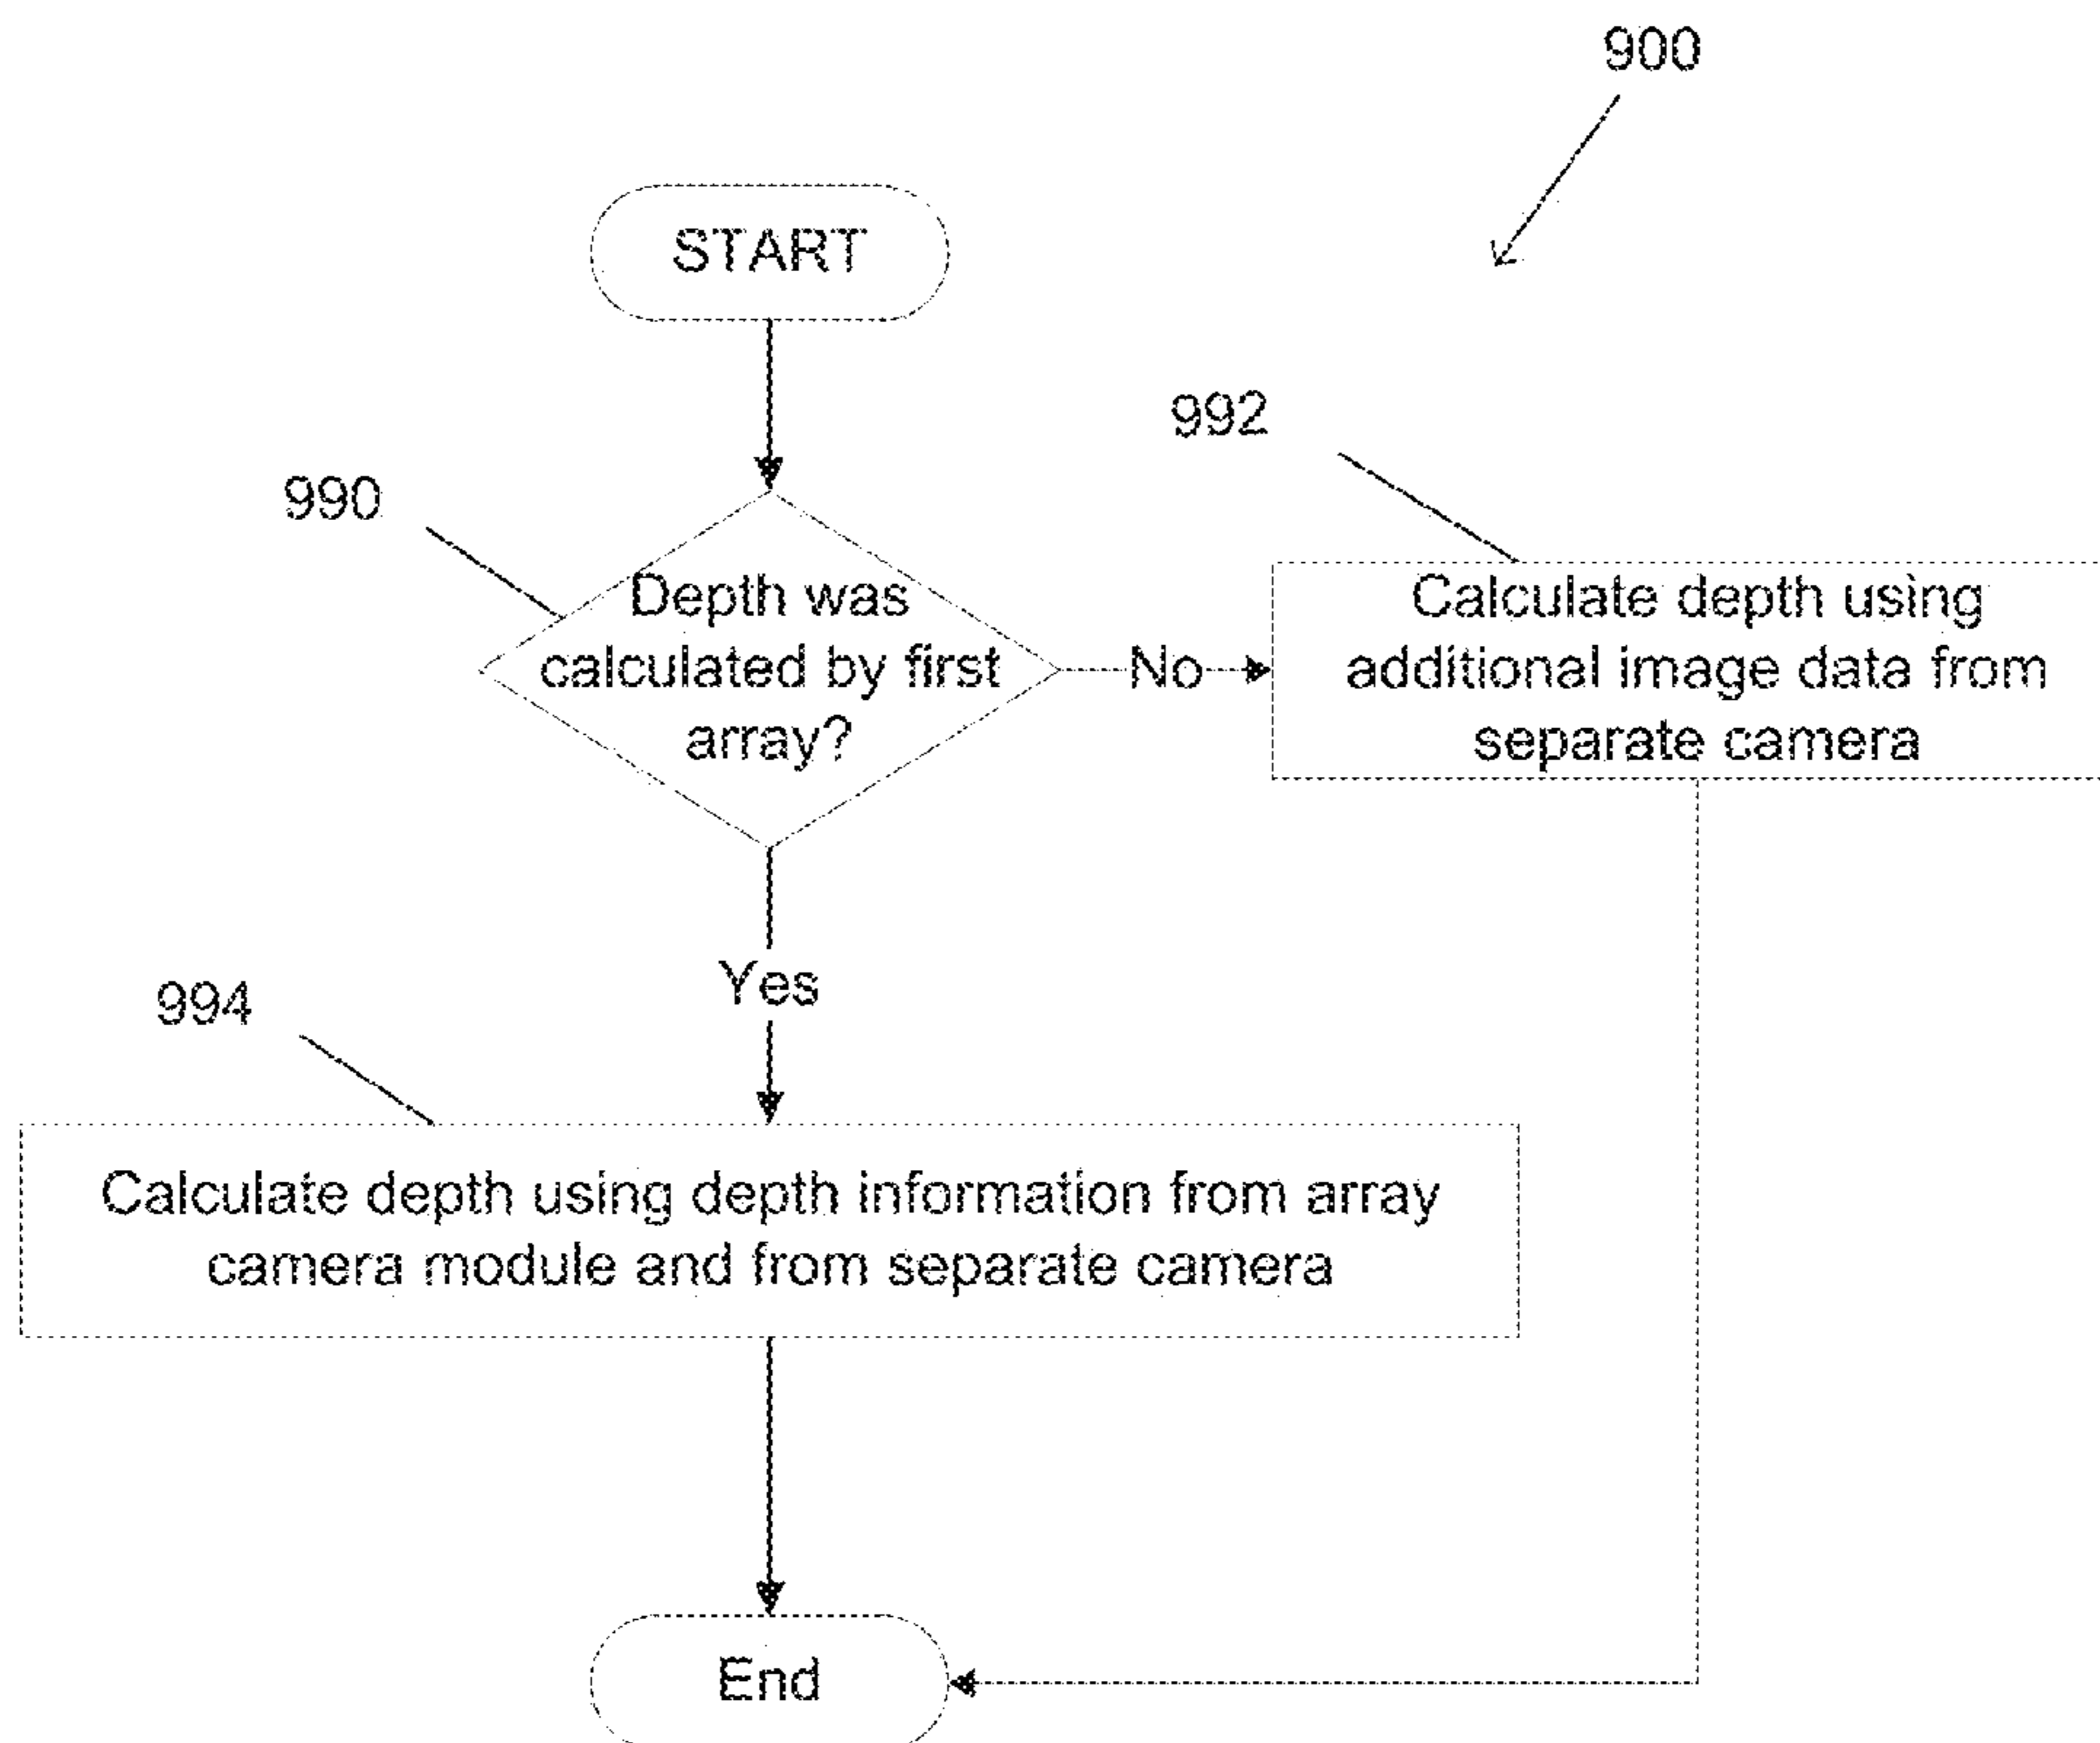 900
START
992
990
Depth was
calculated by first
array?
No
Calculate depth using
additional image data from
separate camera
Yes
994
Calculate depth using depth information from array
camera module and from separate camera
End